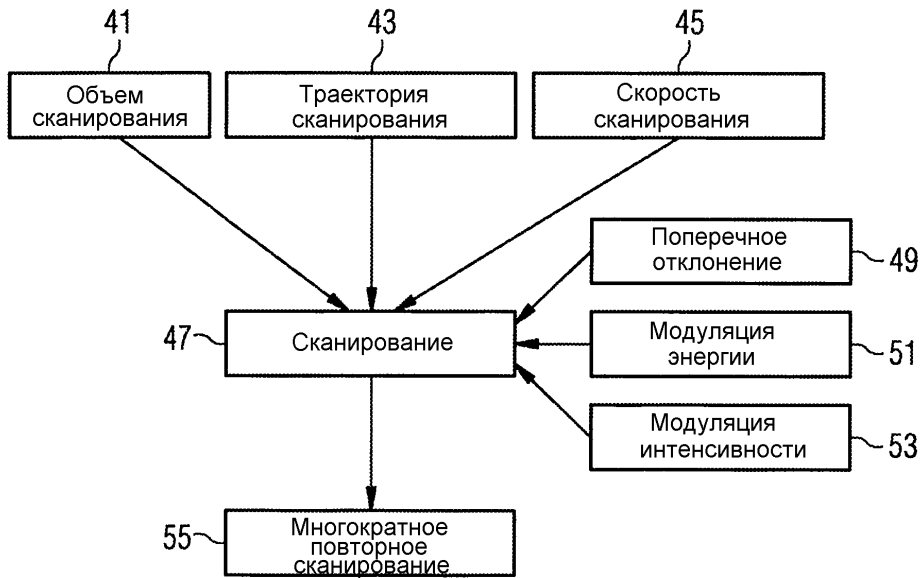 41
43
45
Объем
сканирования
Траектория
сканирования
Скорость
сканирования
Поперечное
отклонение
49
47
Сканирование
Модуляция
энергии
51
Модуляция
интенсивности
53
55
Многократное
повторное
сканирование